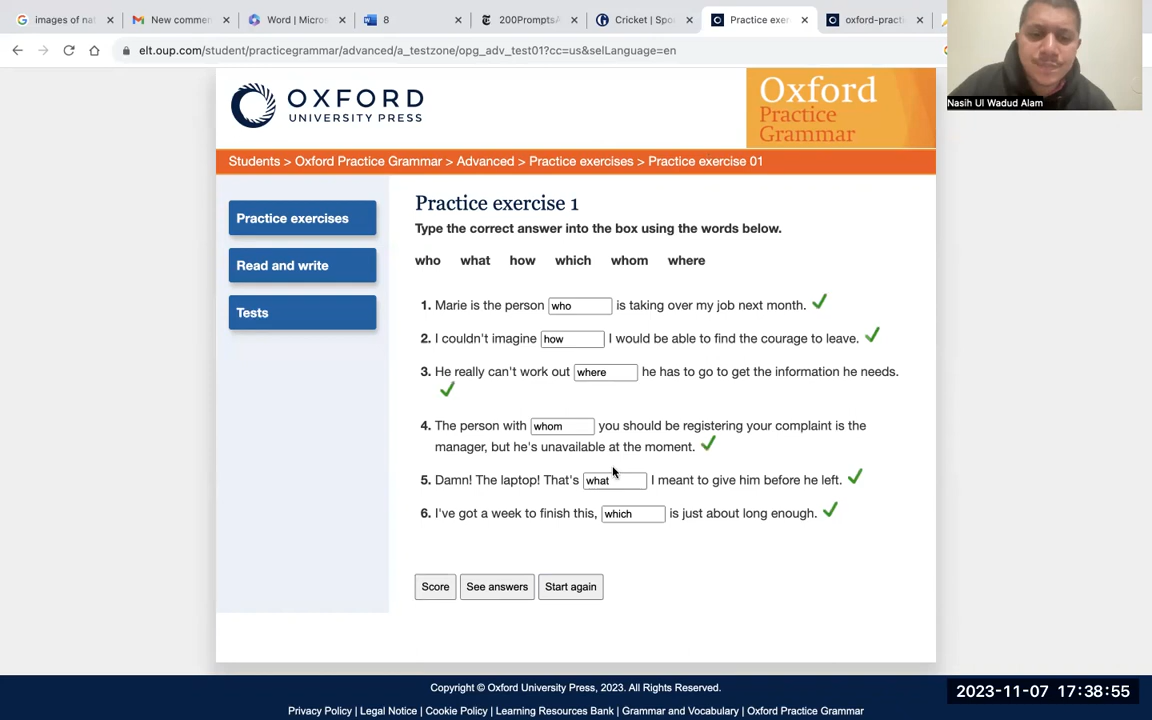 images of nat
New commer
Word | Micros
8
200Prompts
Cricket | Spo
Practice exer
oxford-practi
elt.oup.com/student/practicegrammar/advanced/a_testzone/opg_adv_test01?cc=us&selLanguage=en
Nasih Ul Wadud Alam
OXFORD
UNIVERSITY PRESS
Oxford
Practice
Grammar
Students > Oxford Practice Grammar > Advanced > Practice exercises > Practice exercise 01
Practice exercises
Read and write
Tests
Practice exercise 1
Type the correct answer into the box using the words below.
who what how which whom where
1. Marie is the person who is taking over my job next month.
2. I couldn't imagine how I would be able to find the courage to leave.
3. He really can't work out where he has to go to get the information he needs.
4. The person with whom you should be registering your complaint is the
manager, but he's unavailable at the moment.
5. Damn! The laptop! That's what I meant to give him before he left.
6. I've got a week to finish this, which is just about long enough.
Score See answers Start again
Copyright © Oxford University Press, 2023. All Rights Reserved.
2023-11-07 17:38:55
Privacy Policy | Legal Notice | Cookie Policy | Learning Resources Bank | Grammar and Vocabulary | Oxford Practice Grammar